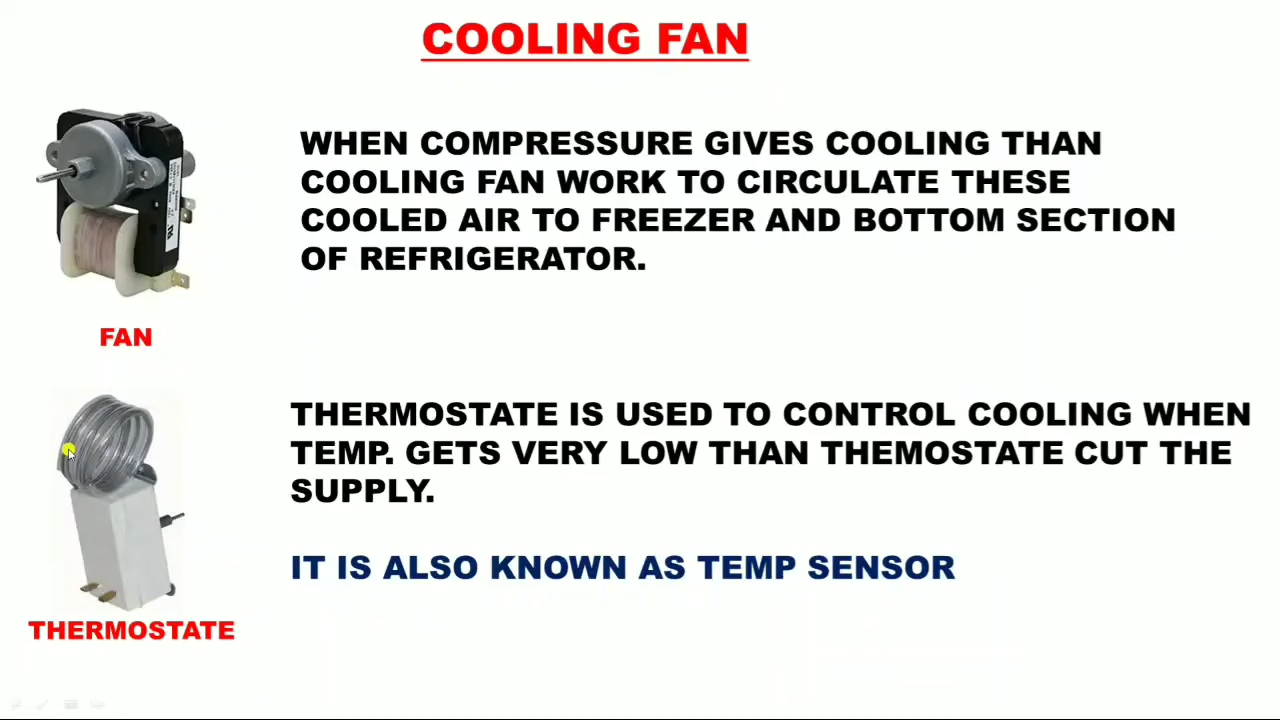 COOLING FAN
WHEN COMPRESSURE GIVES COOLING THAN
COOLING FAN WORK TO CIRCULATE THESE
COOLED AIR TO FREEZER AND BOTTOM SECTION
OF REFRIGERATOR.
FAN
THERMOSTATE IS USED TO CONTROL COOLING WHEN
TEMP. GETS VERY LOW THAN THEMOSTATE CUT THE
SUPPLY.
IT IS ALSO KNOWN AS TEMP SENSOR
THERMOSTATE